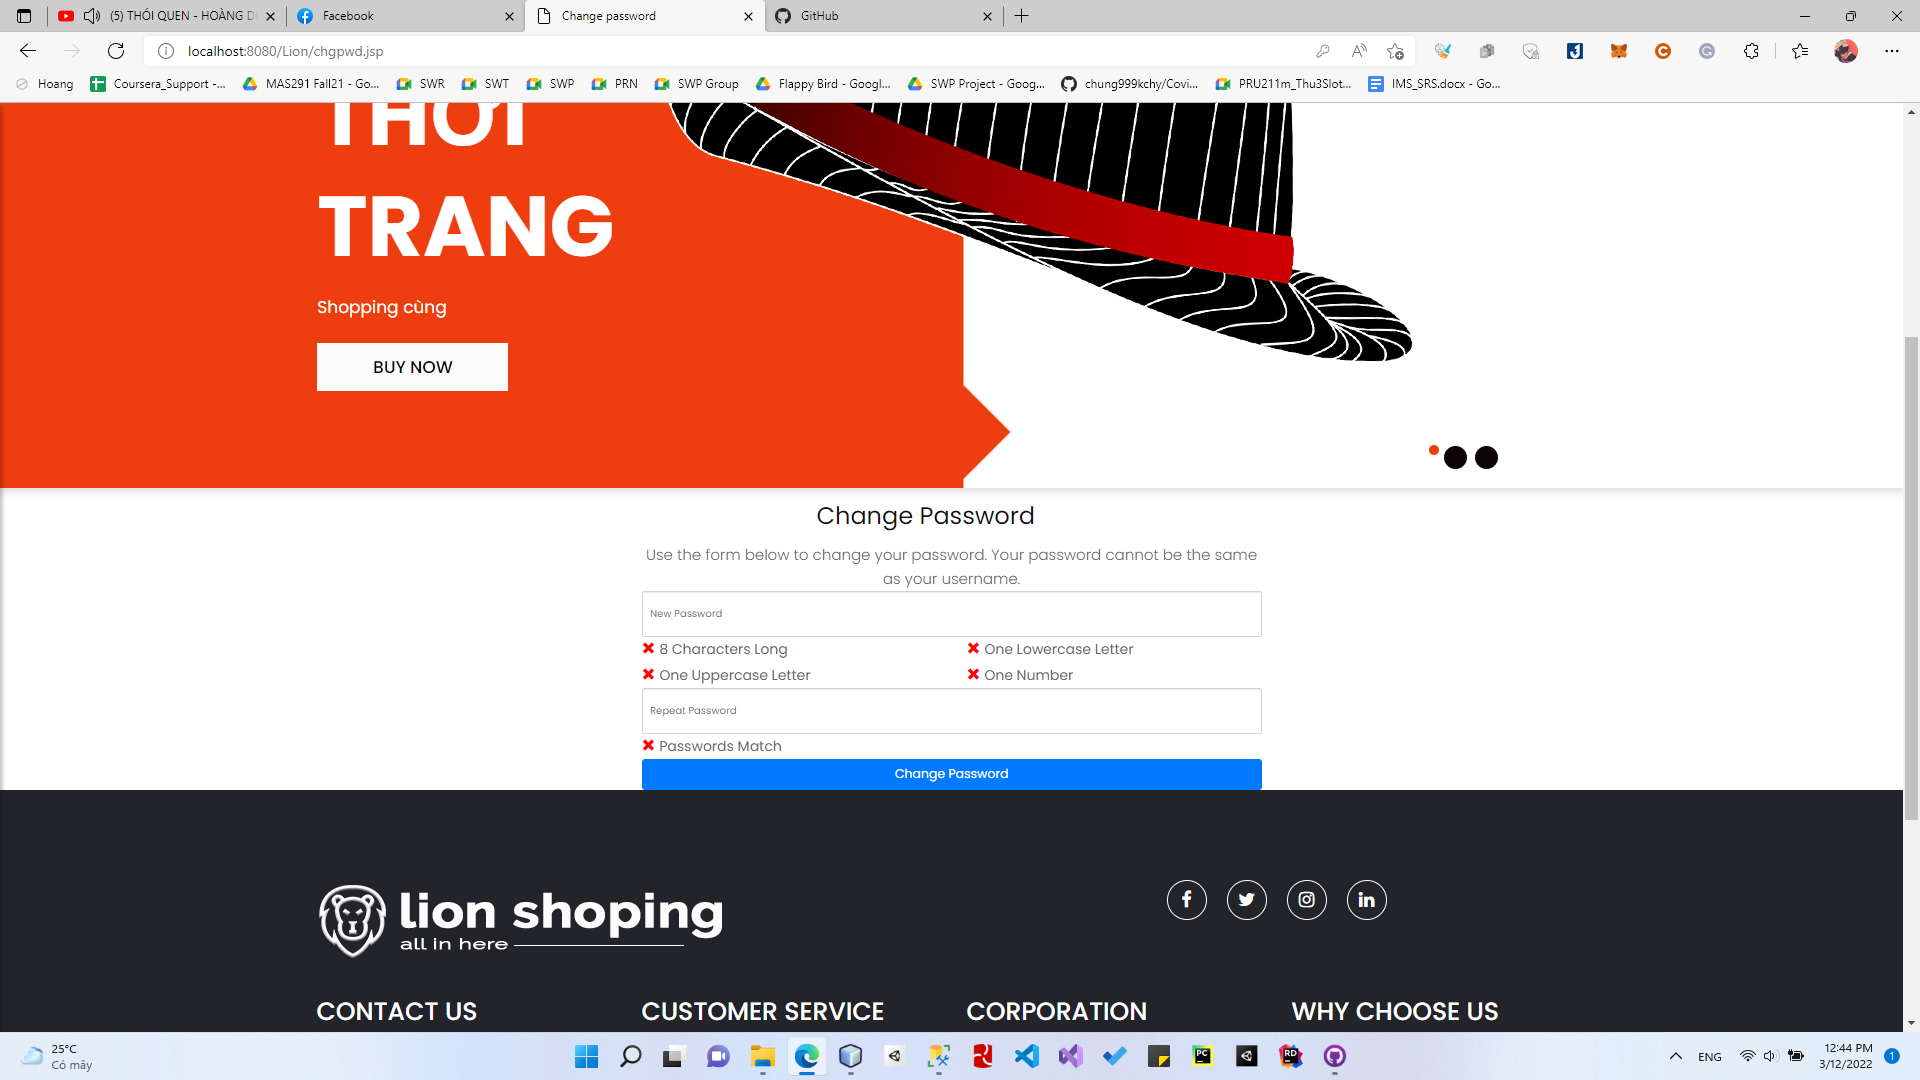 (5) THÓI QUEN - HOÀNG D
Facebook
Change password
GitHub
localhost:8080/Lion/chgpwd.jsp
Hoang
Coursera_Support -...
MAS291 Fall21 - Go...
SWR
SWT
SWP
PRN
SWP Group
Flappy Bird - Googl...
SWP Project - Goog...
chung999kchy/Covi...
PRU211m_Thu3Slot...
IMS_SRS.docx - Go...
THỜI
TRANG
Shopping cùng
BUY NOW
Change Password
Use the form below to change your password. Your password cannot be the same
as your username.
New Password
8 Characters Long
One Lowercase Letter
One Uppercase Letter
One Number
Repeat Password
Passwords Match
Change Password
lion shoping
all in here
CONTACT US
CUSTOMER SERVICE
CORPORATION
WHY CHOOSE US
25°C
Có mây
ENG
12:44 PM
3/12/2022
1